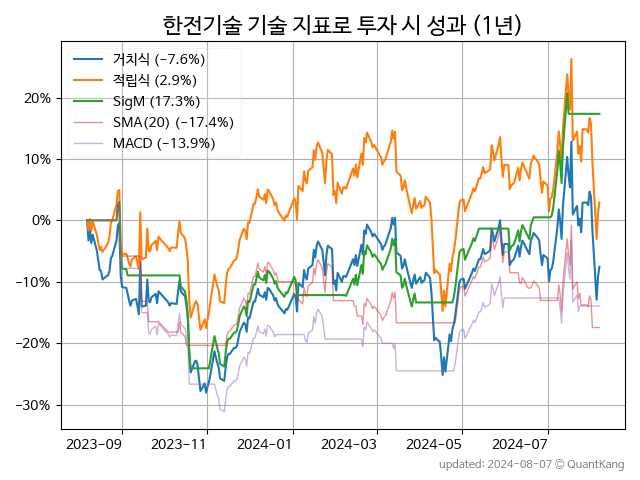 한전기술 기술 지표로 투자 시 성과 (1년)
거치식 (−7.6%)
적립식 (2.9%)
SigM (17.3%)
SMA(20) (−17.4%)
MACD (−13.9%)
20%
10%
0%
−10%
−20%
−30%
2023-09 2023-11 2024-01 2024-03 2024-05 2024-07
updated: 2024-08-07 © QuantKang